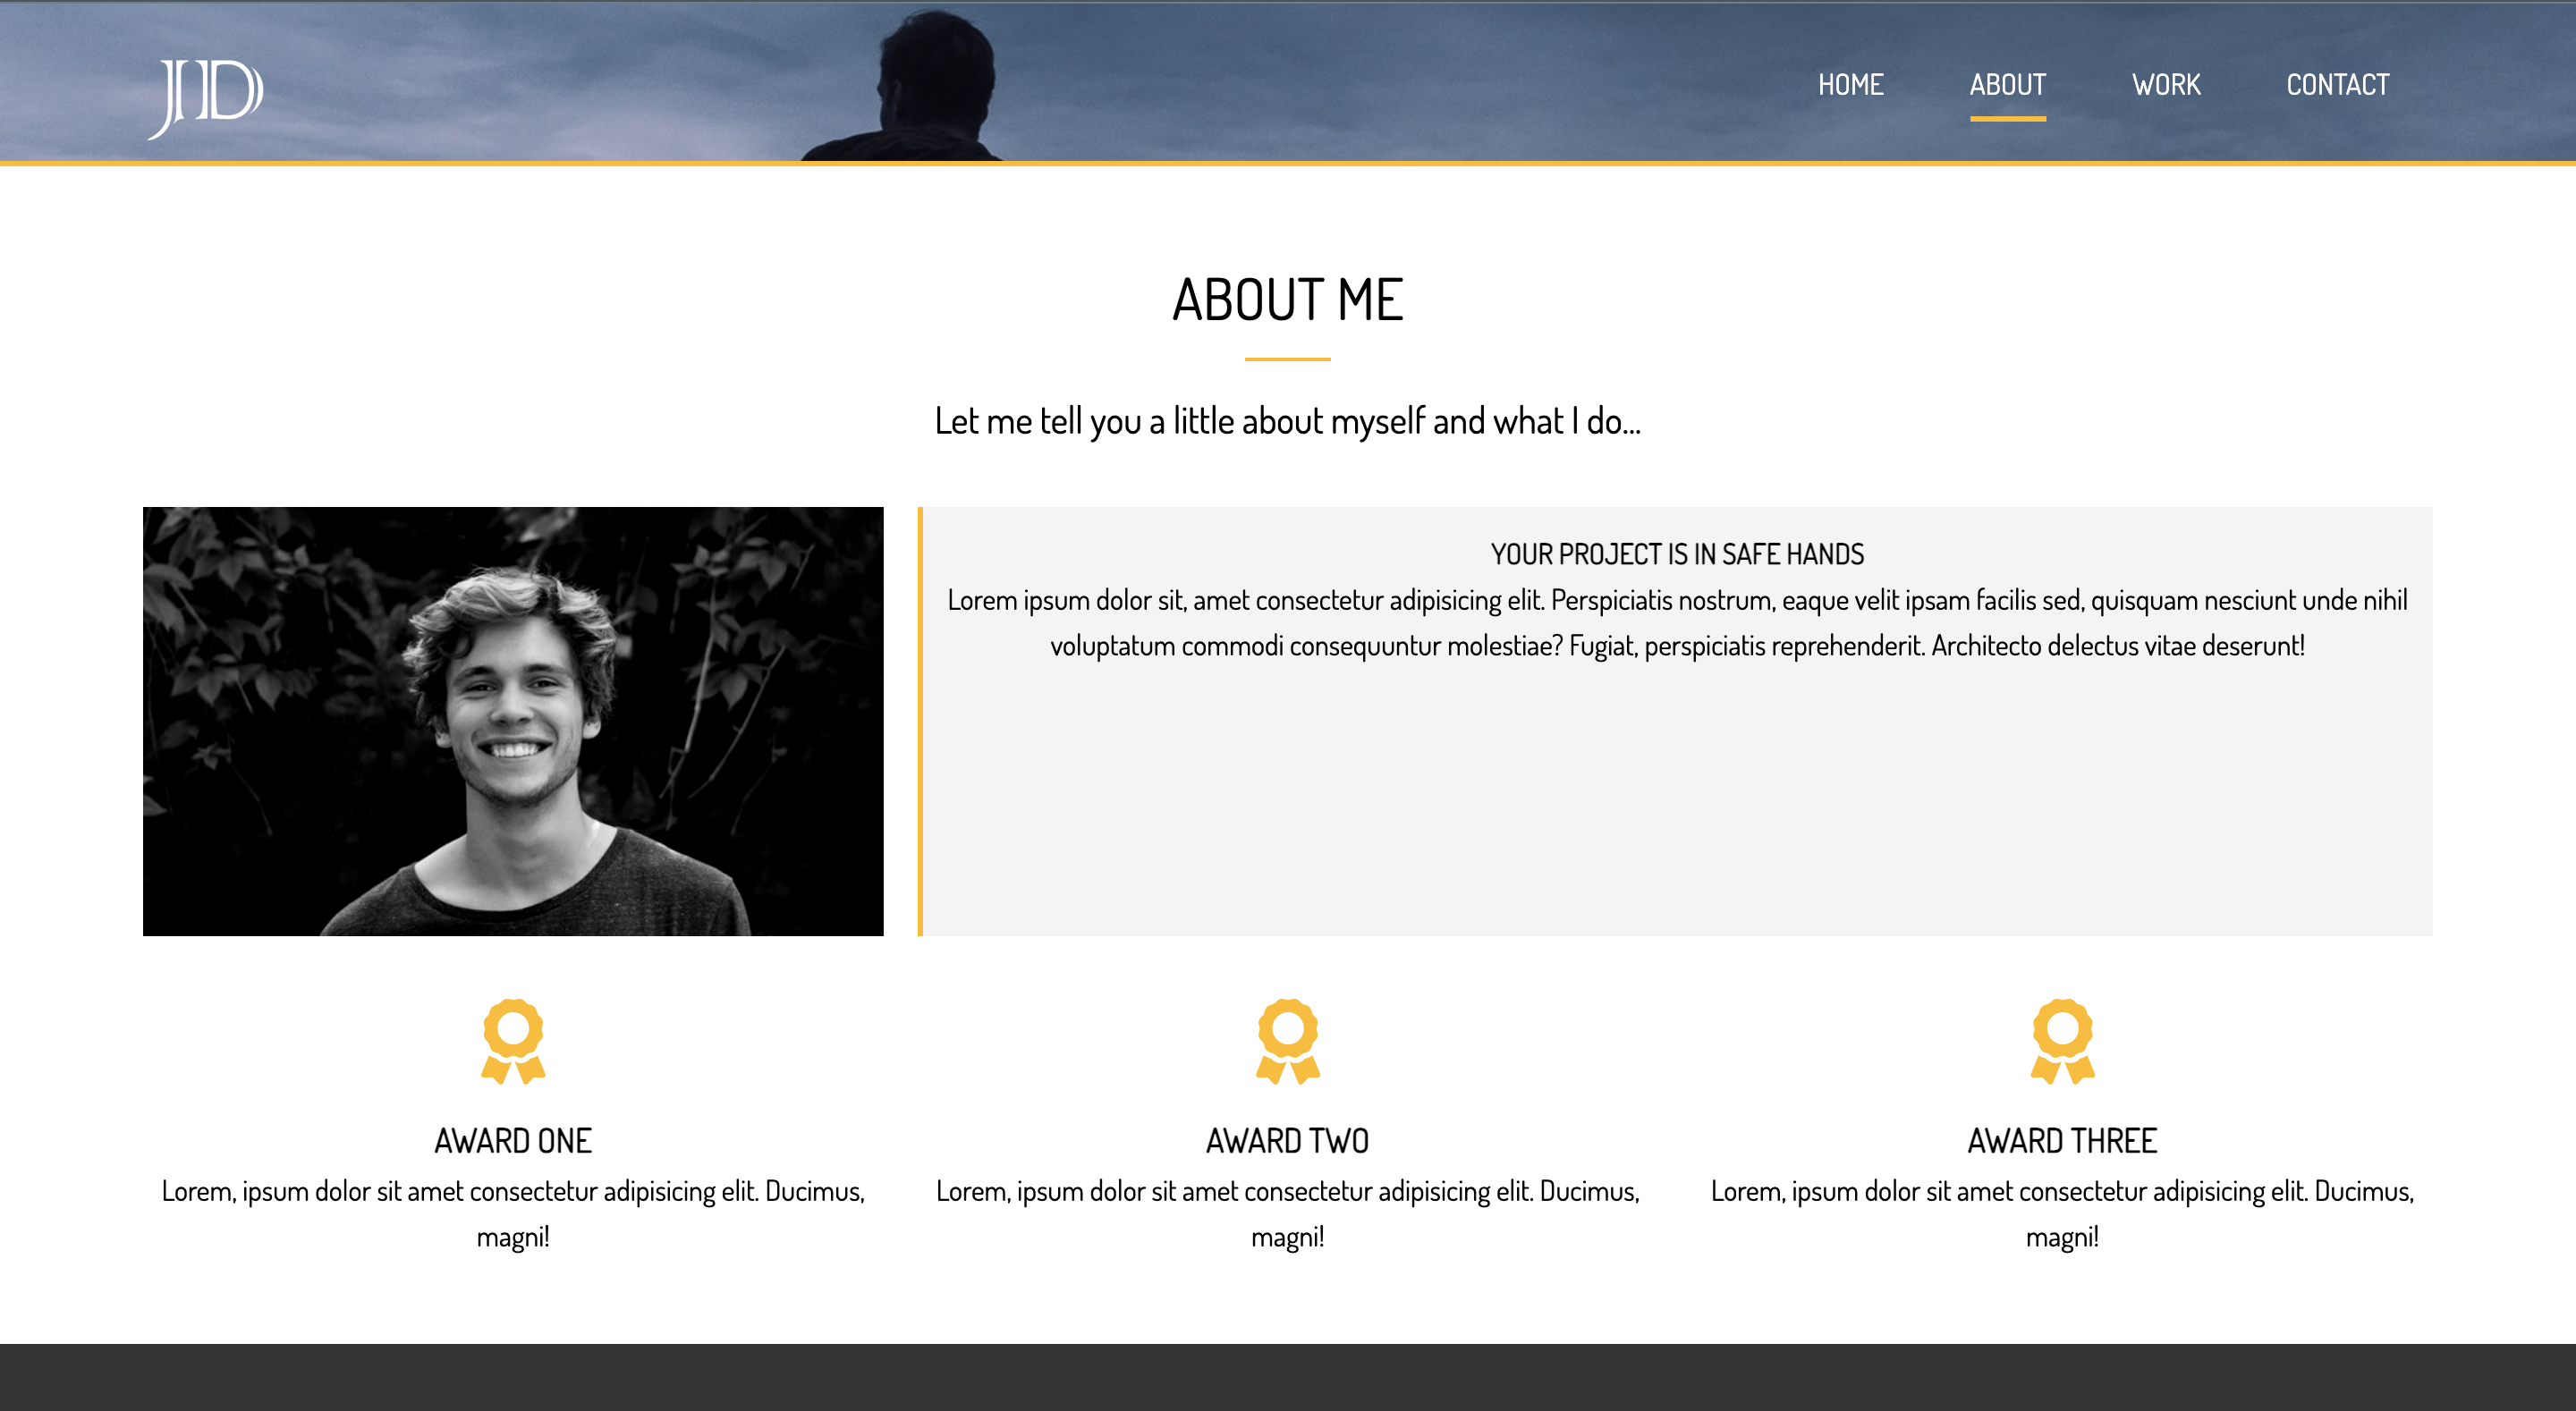 JD
HOME ABOUT WORK CONTACT
ABOUT ME
Let me tell you a little about myself and what I do...
YOUR PROJECT IS IN SAFE HANDS
Lorem ipsum dolor sit, amet consectetur adipisicing elit. Perspiciatis nostrum, eaque velit ipsam facilis sed, quisquam nesciunt unde nihil
voluptatum commodi consequuntur molestiae? Fugiat, perspiciatis reprehenderit. Architecto delectus vitae deserunt!
AWARD ONE
Lorem, ipsum dolor sit amet consectetur adipisicing elit. Ducimus,
magni!
AWARD TWO
Lorem, ipsum dolor sit amet consectetur adipisicing elit. Ducimus,
magni!
AWARD THREE
Lorem, ipsum dolor sit amet consectetur adipisicing elit. Ducimus,
magni!